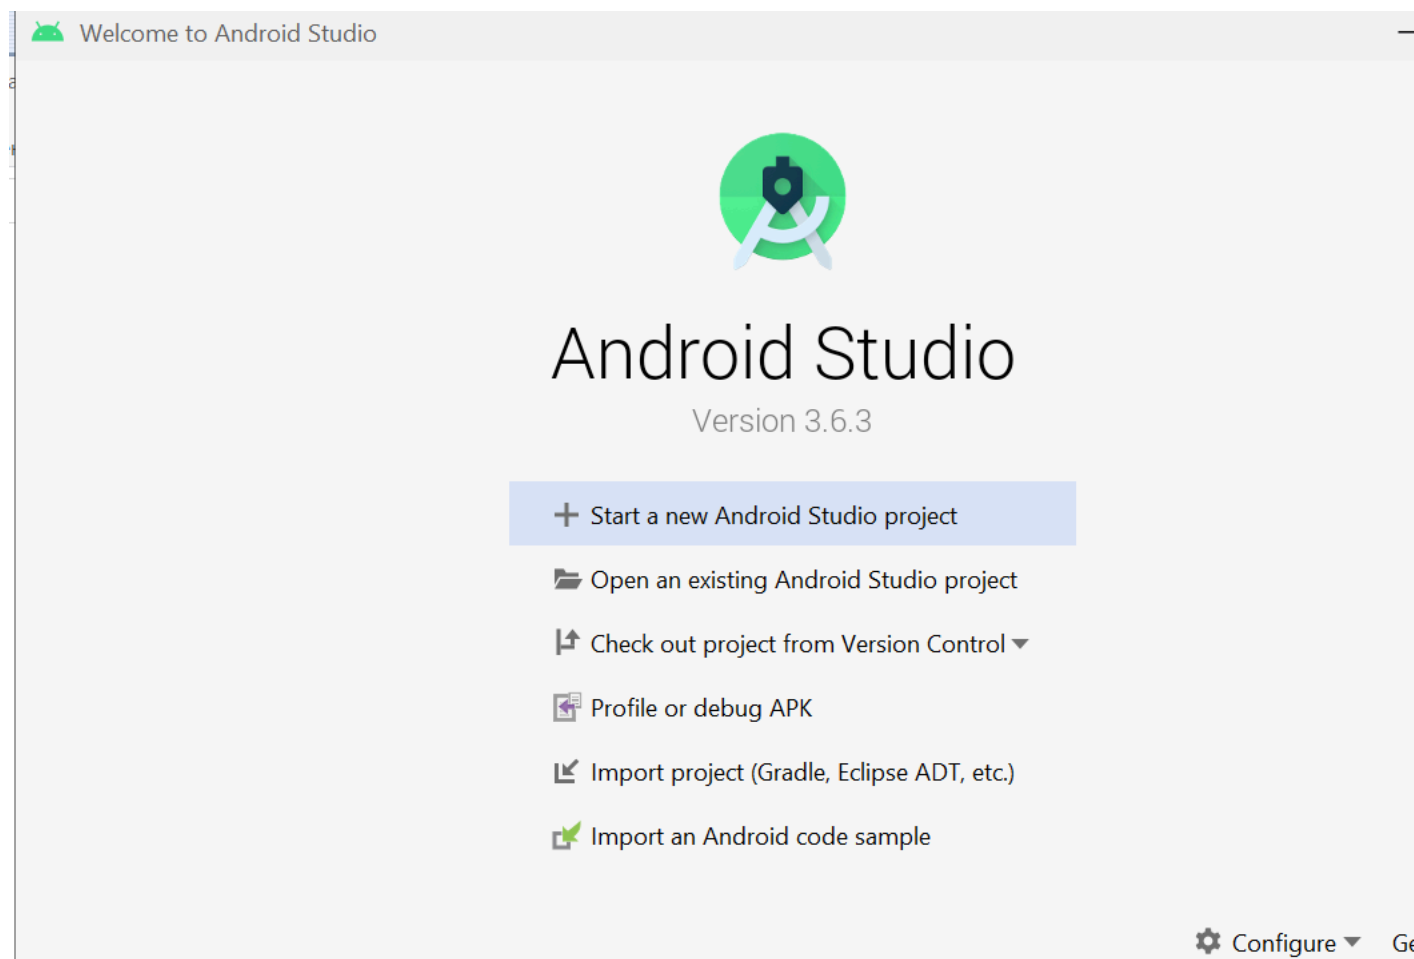 Welcome to Android Studio
Android Studio
Version 3.6.3
Start a new Android Studio project
Open an existing Android Studio project
Check out project from Version Control
Profile or debug APK
Import project (Gradle, Eclipse ADT, etc.)
Import an Android code sample
Configure